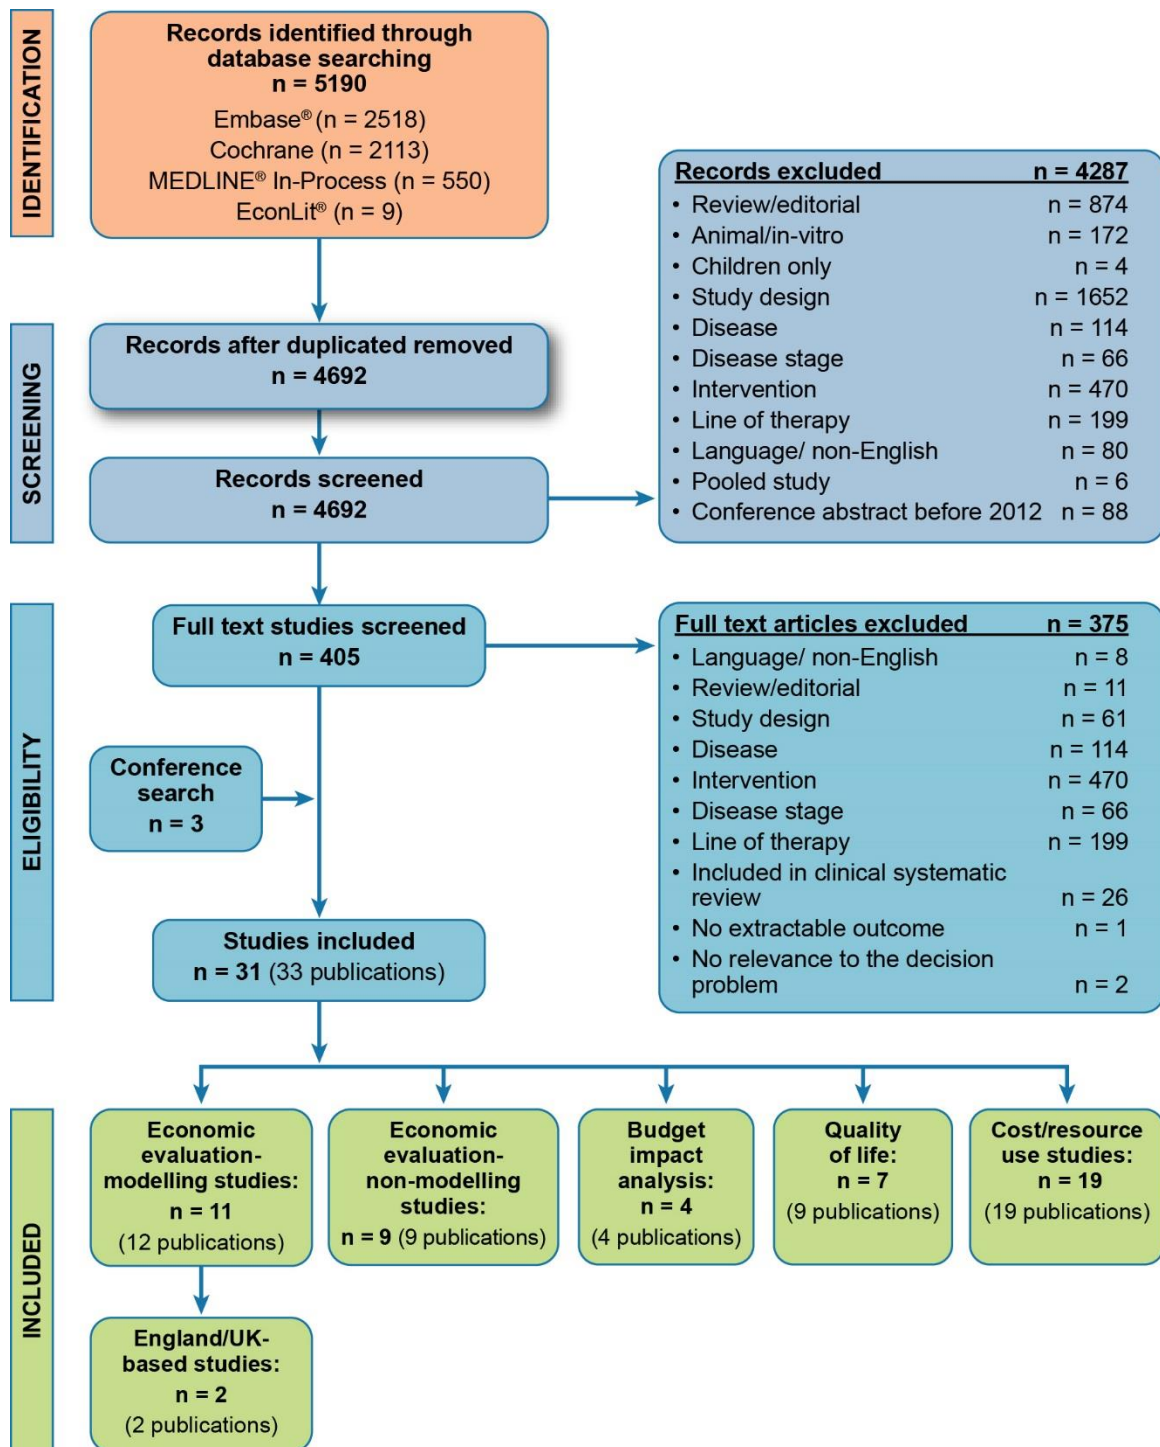 IDENTIFICATION
Records identified through
database searching
n = 5190
Embase® (n = 2518)
Cochrane (n = 2113)
MEDLINE® In-Process (n = 550)
EconLit® (n = 9)
Records excluded n = 4287
• Review/editorial n = 874
• Animal/in-vitro n = 172
• Children only n = 4
• Study design n = 1652
• Disease n = 114
• Disease stage n = 66
• Intervention n = 470
• Line of therapy n = 199
• Language/ non-English n = 80
• Pooled study n = 6
• Conference abstract before 2012 n = 88
SCREENING
Records after duplicated removed
n = 4692
Records screened
n = 4692
ELIGIBILITY
Full text studies screened
n = 405
Full text articles excluded n = 375
• Language/ non-English n = 8
• Review/editorial n = 11
• Study design n = 61
• Disease n = 114
• Intervention n = 470
• Disease stage n = 66
• Line of therapy n = 199
• Included in clinical systematic
review n = 26
• No extractable outcome n = 1
• No relevance to the decision
problem n = 2
Conference
search
n = 3
Studies included
n = 31 (33 publications)
INCLUDED
Economic
evaluation-
modelling studies:
n = 11
(12 publications)
Economic
evaluation-
non-modelling
studies:
n = 9 (9 publications)
Budget
impact
analysis:
n = 4
(4 publications)
Quality
of life:
n = 7
(9 publications)
Cost/resource
use studies:
n = 19
(19 publications)
England/UK-
based studies:
n = 2
(2 publications)